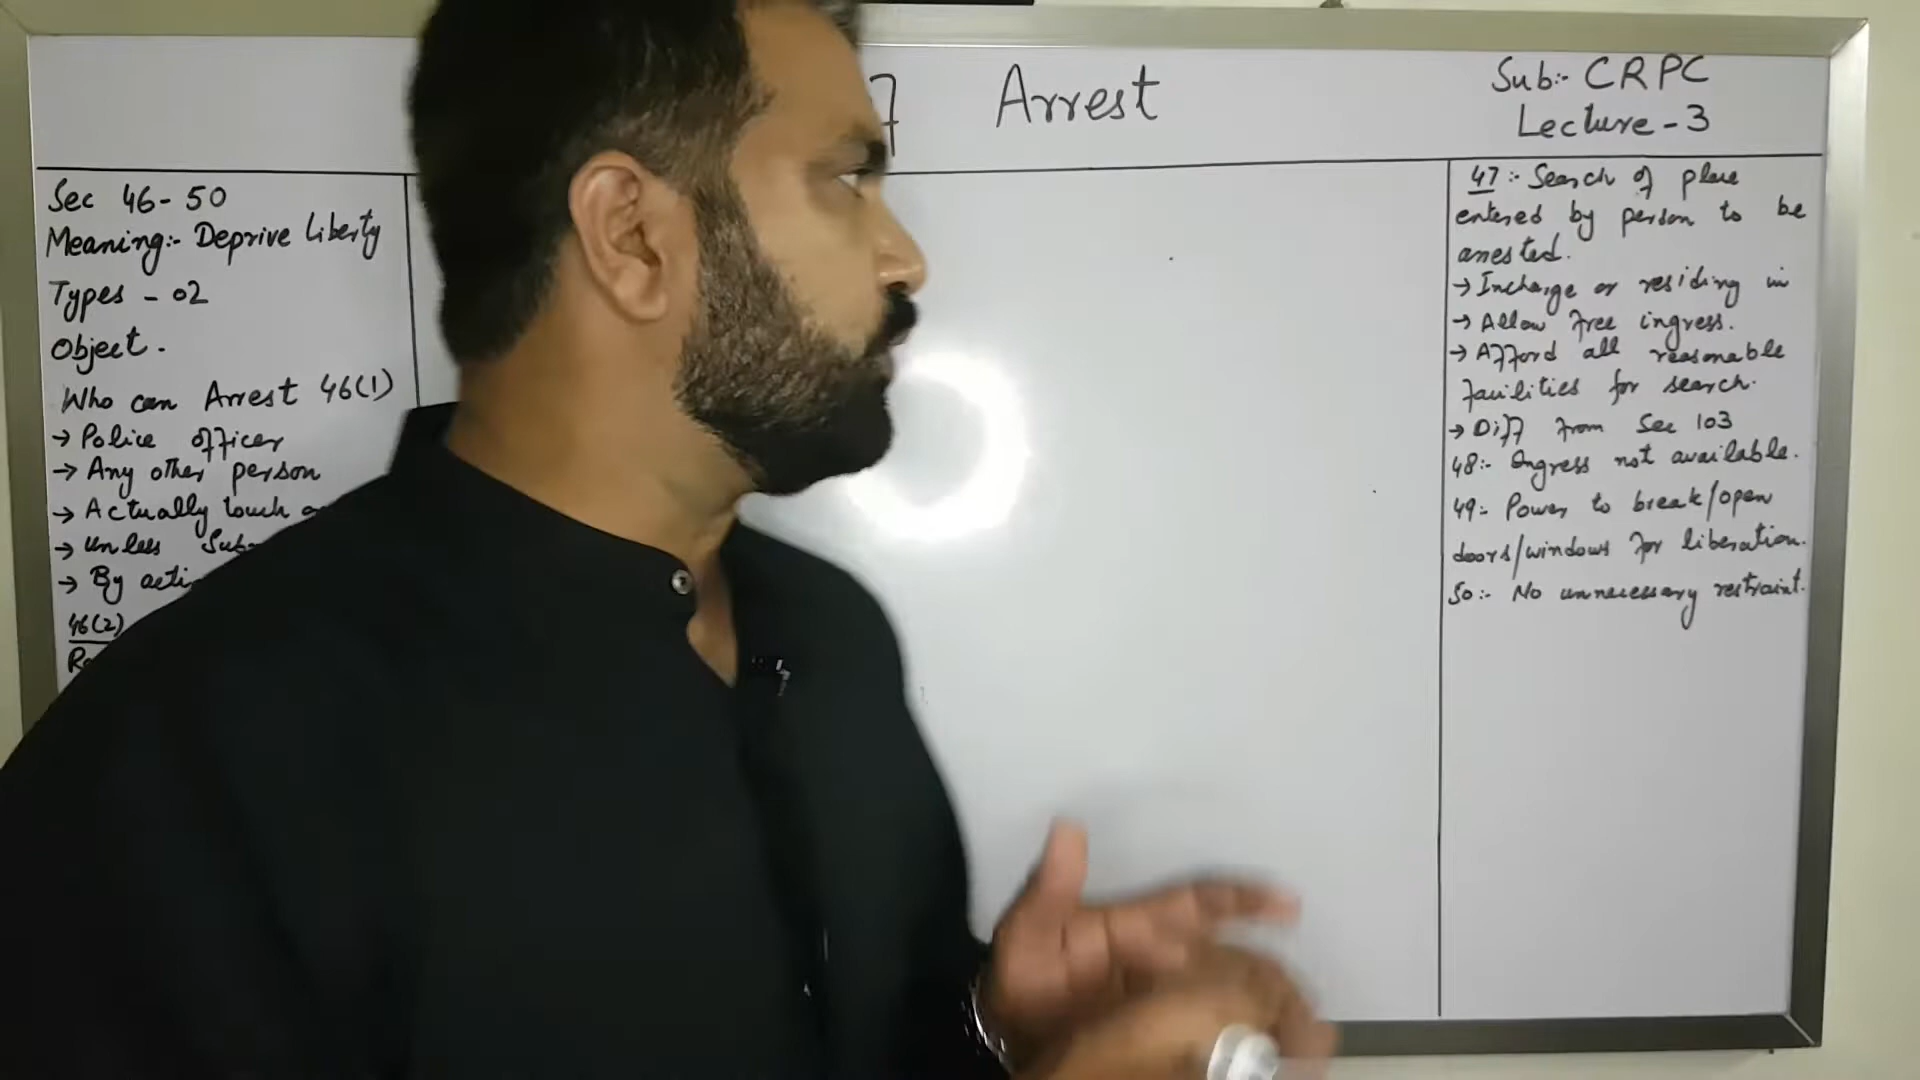 7 Arrest
Sub:- CRPC
Lecture - 3
Sec 46 - 50
Meaning:- Deprive liberty
Types - 02
Object.
Who can Arrest 46(1)
→ Police officer
→ Any other person
→ Actually touch
→ Unless Sub
→ By acti
46(2)
47:- Search of place
entered by person to be
arrested.
→ Incharge or residing in
→ Allow free ingress.
→ Afford all reasonable
facilities for search.
→ Diff from Sec 103
48:- Ingress not available.
49:- Power to break/open
doors/windows for liberation.
50:- No unnecessary restraint.